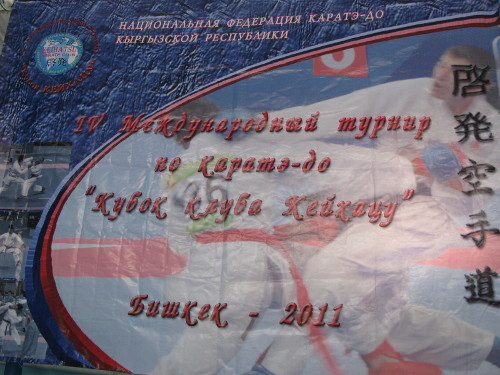 НАЦИОНАЛЬНАЯ ФЕДЕРАЦИЯ КАРАТЭ-ДО
КЫРГЫЗСКОЙ РЕСПУБЛИКИ
IV Международный турнир
по каратэ-до
"Кубок клуба Кейхацу"
Бишкек - 2011
啓発空手道